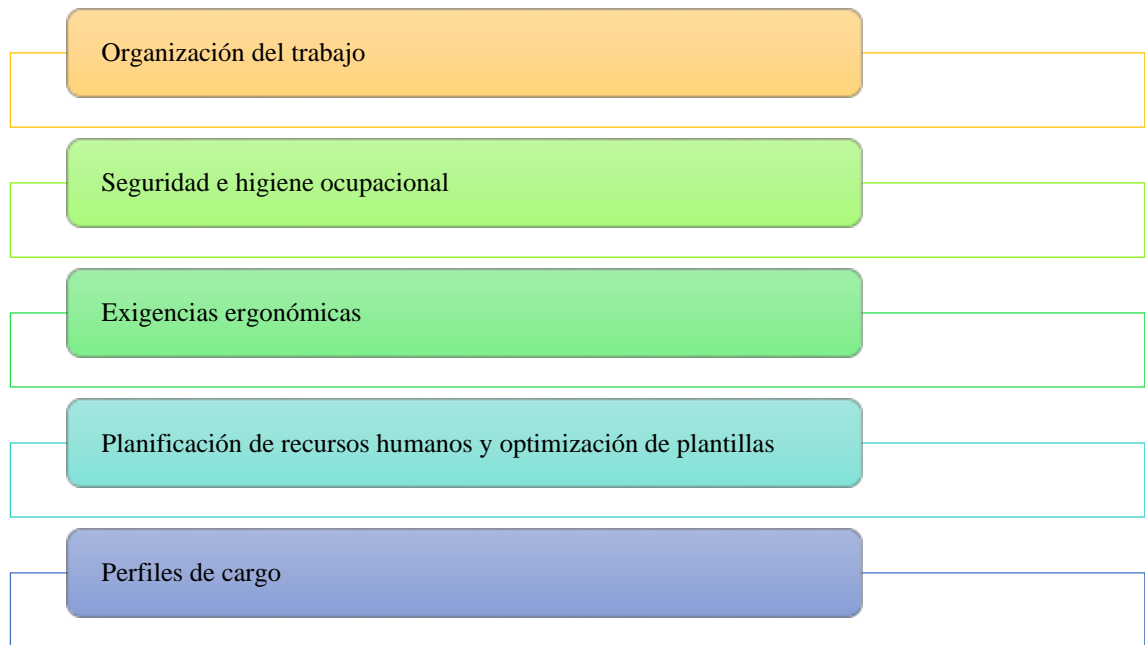 Organización del trabajo
Seguridad e higiene ocupacional
Exigencias ergonómicas
Planificación de recursos humanos y optimización de plantillas
Perfiles de cargo